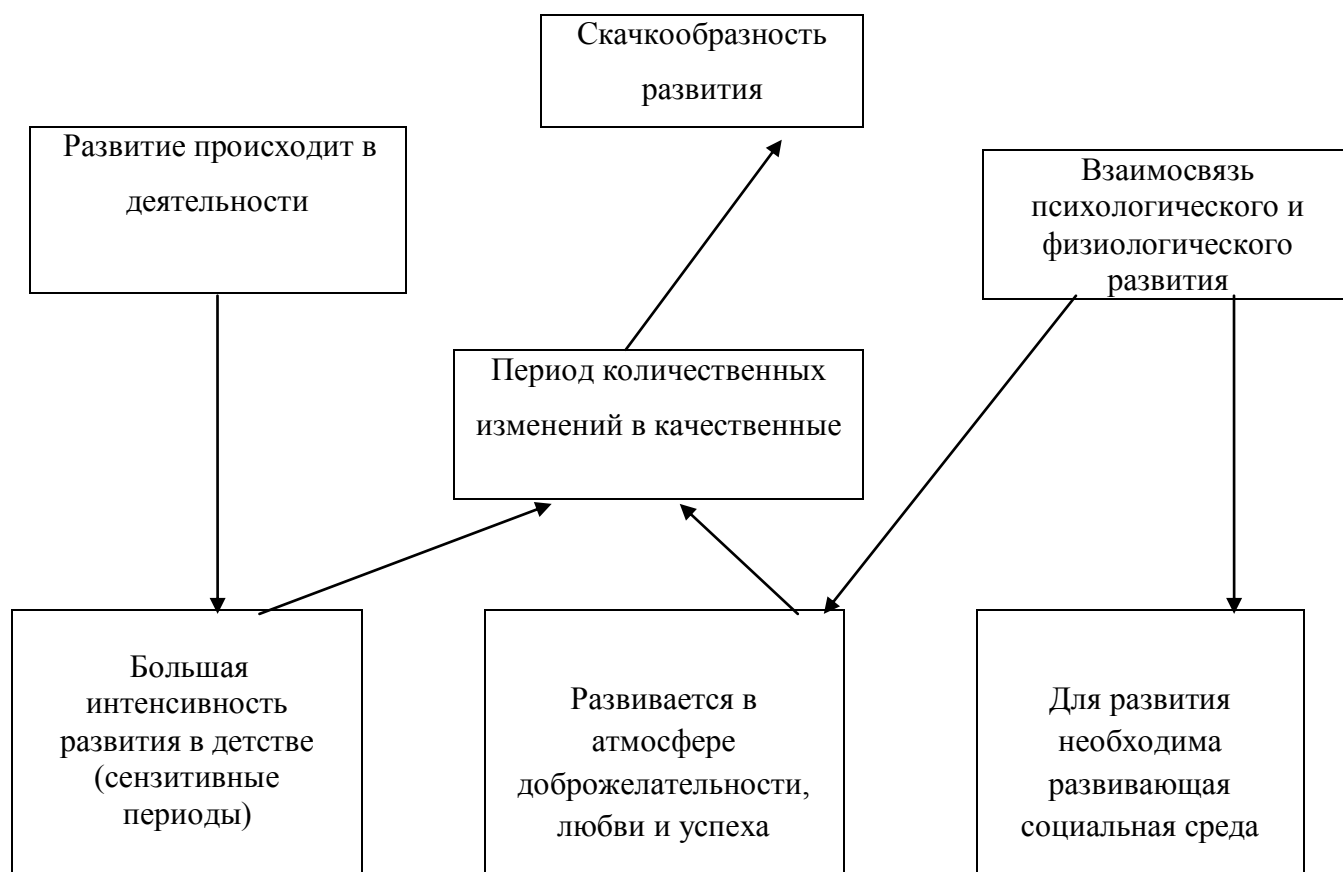 Скачкообразность
развития
Развитие происходит в
деятельности
Взаимосвязь
психологического и
физиологического
развития
Период количественных
изменений в качественные
Большая
интенсивность
развития в детстве
(сензитивные
периоды)
Развивается в
атмосфере
доброжелательности,
любви и успеха
Для развития
необходима
развивающая
социальная среда